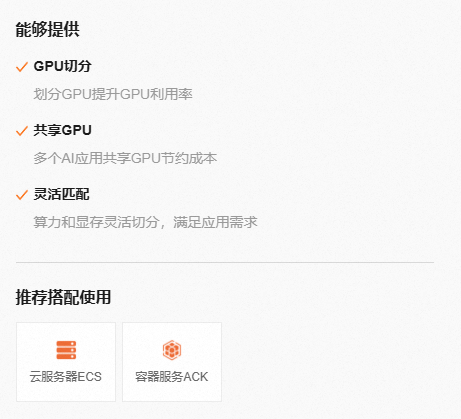 能够提供
GPU切分
划分GPU提升GPU利用率
共享GPU
多个AI应用共享GPU节约成本
灵活匹配
算力和显存灵活切分，满足应用需求
推荐搭配使用
云服务器ECS
容器服务ACK